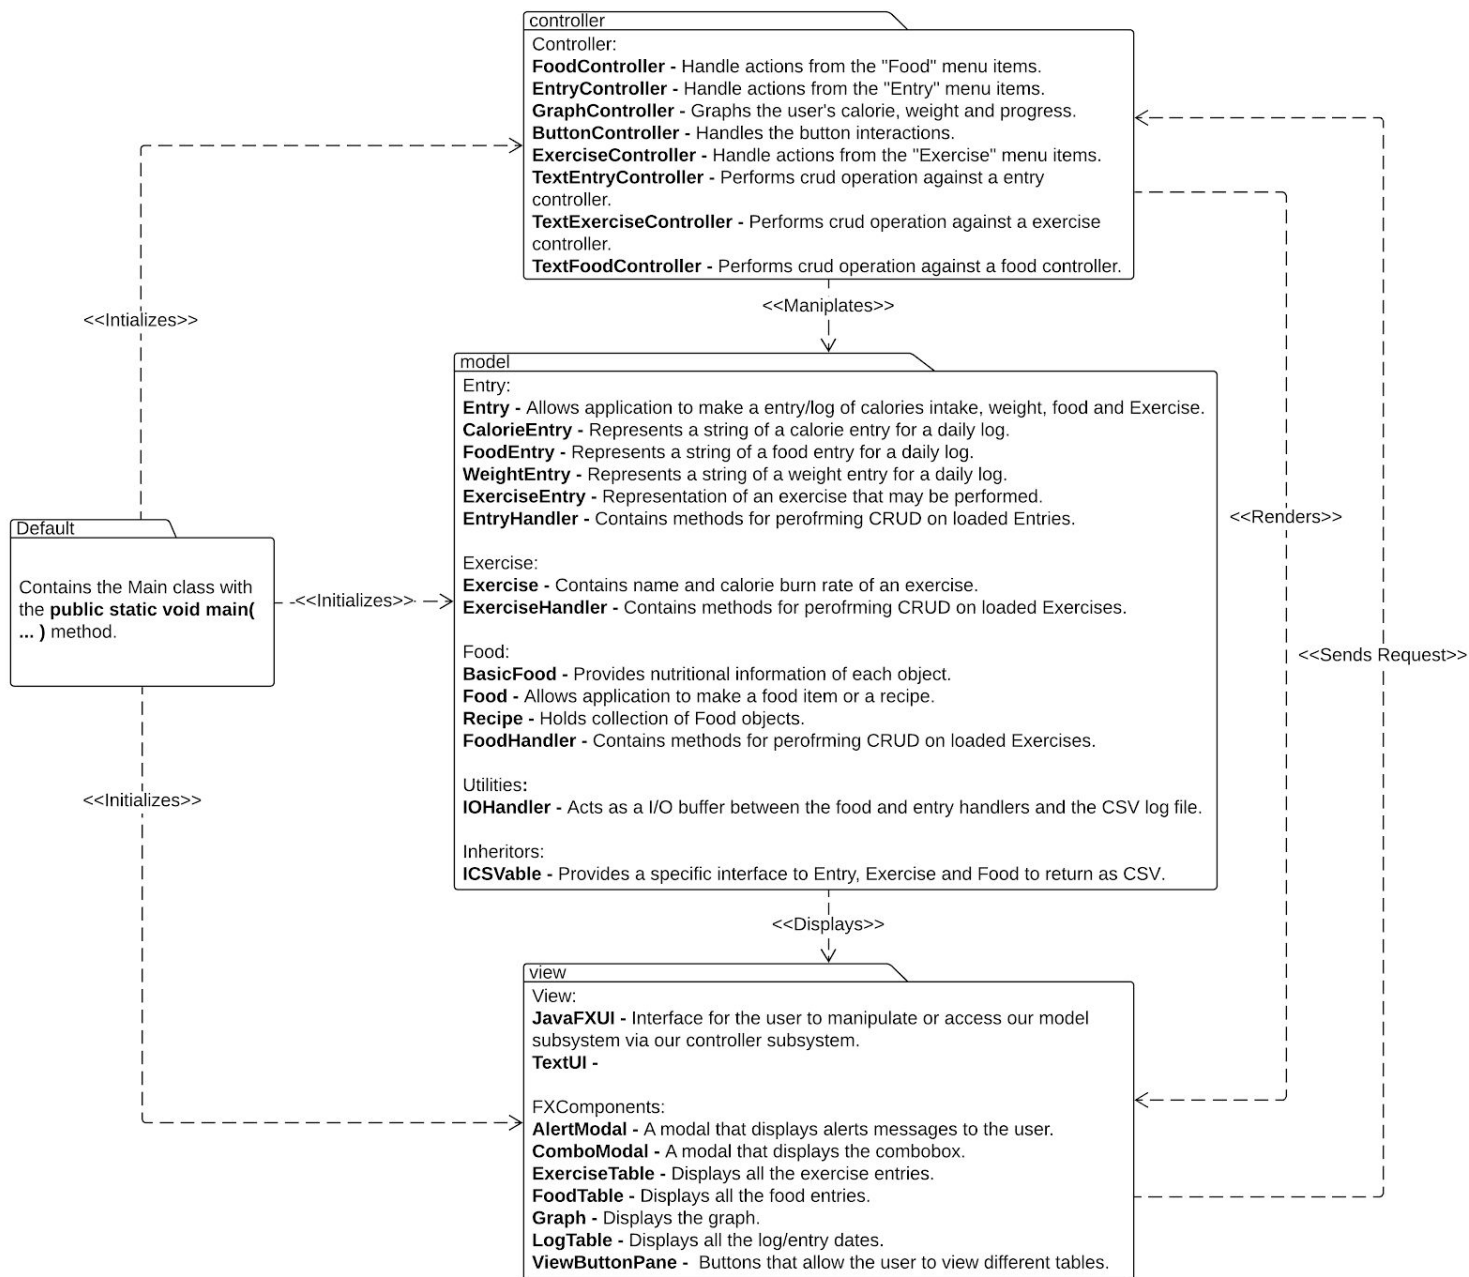 controller
Controller:
FoodController - Handle actions from the "Food" menu items.
EntryController - Handle actions from the "Entry" menu items.
GraphController - Graphs the user's calorie, weight and progress.
ButtonController - Handles the button interactions.
ExerciseController - Handle actions from the "Exercise" menu items.
TextEntryController - Performs crud operation against a entry
controller.
TextExerciseController - Performs crud operation against a exercise
controller.
TextFoodController - Performs crud operation against a food controller.
<<Maniplates>>
<<Intializes>>
model
Entry:
Entry - Allows application to make a entry/log of calories intake, weight, food and Exercise.
CalorieEntry - Represents a string of a calorie entry for a daily log.
FoodEntry - Represents a string of a food entry for a daily log.
WeightEntry - Represents a string of a weight entry for a daily log.
ExerciseEntry - Representation of an exercise that may be performed.
EntryHandler - Contains methods for perofrming CRUD on loaded Entries.
Exercise:
Exercise - Contains name and calorie burn rate of an exercise.
ExerciseHandler - Contains methods for perofrming CRUD on loaded Exercises.
Food:
BasicFood - Provides nutritional information of each object.
Food - Allows application to make a food item or a recipe.
Recipe - Holds collection of Food objects.
FoodHandler - Contains methods for perofrming CRUD on loaded Exercises.
Utilities:
IOHandler - Acts as a I/O buffer between the food and entry handlers and the CSV log file.
Inheritors:
ICSVable - Provides a specific interface to Entry, Exercise and Food to return as CSV.
<<Renders>>
<<Sends Request>>
Default
Contains the Main class with
the public static void main(
... ) method.
<<Initializes>>
<<Initializes>>
<<Displays>>
view
View:
JavaFXUI - Interface for the user to manipulate or access our model
subsystem via our controller subsystem.
TextUI -
FXComponents:
AlertModal - A modal that displays alerts messages to the user.
ComboModal - A modal that displays the combobox.
ExerciseTable - Displays all the exercise entries.
FoodTable - Displays all the food entries.
Graph - Displays the graph.
LogTable - Displays all the log/entry dates.
ViewButtonPane - Buttons that allow the user to view different tables.